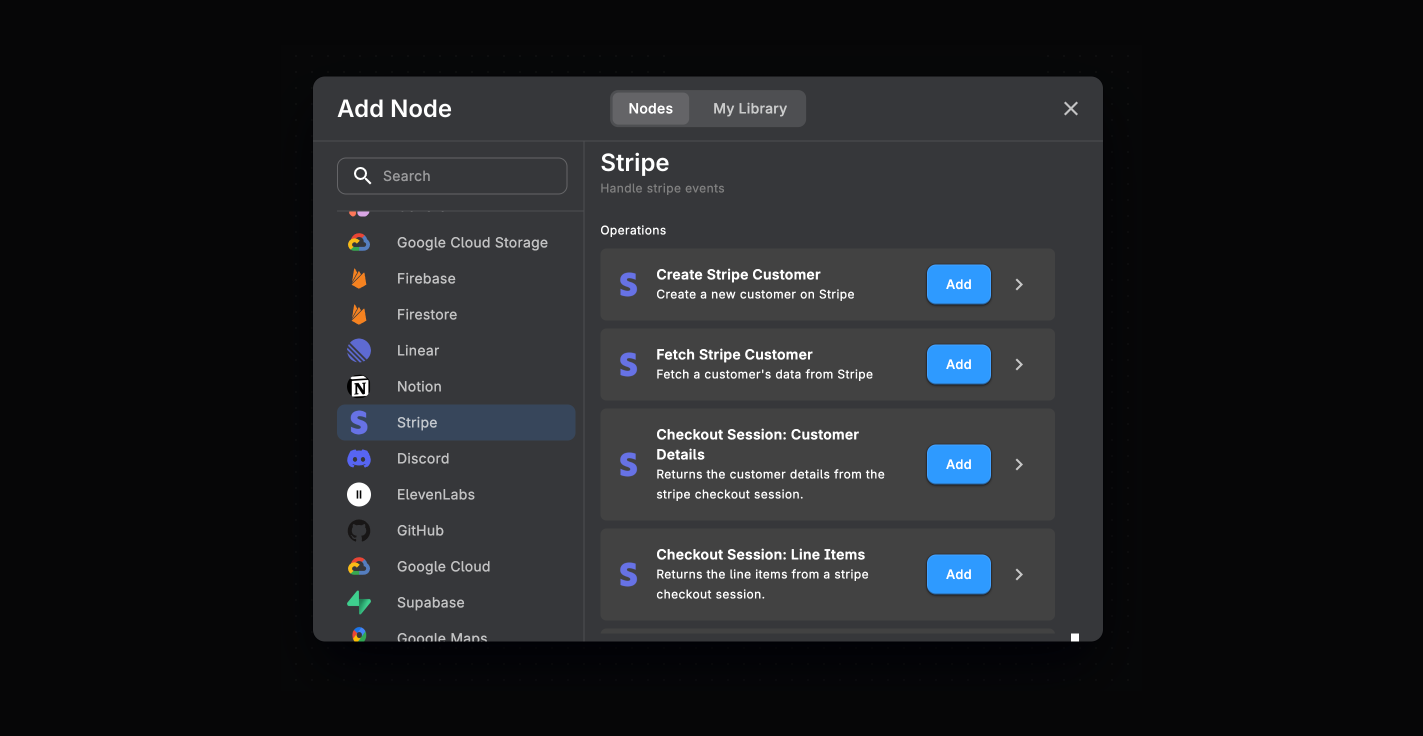 Add Node
Nodes
My Library
Search
Google Cloud Storage
Firebase
Firestore
Linear
Notion
Stripe
Discord
ElevenLabs
GitHub
Google Cloud
Supabase
Google Maps
Stripe
Handle stripe events
Operations
Create Stripe Customer
Create a new customer on Stripe
Add
Fetch Stripe Customer
Fetch a customer's data from Stripe
Add
Checkout Session: Customer
Details
Returns the customer details from the
stripe checkout session.
Add
Checkout Session: Line Items
Returns the line items from a stripe
checkout session.
Add